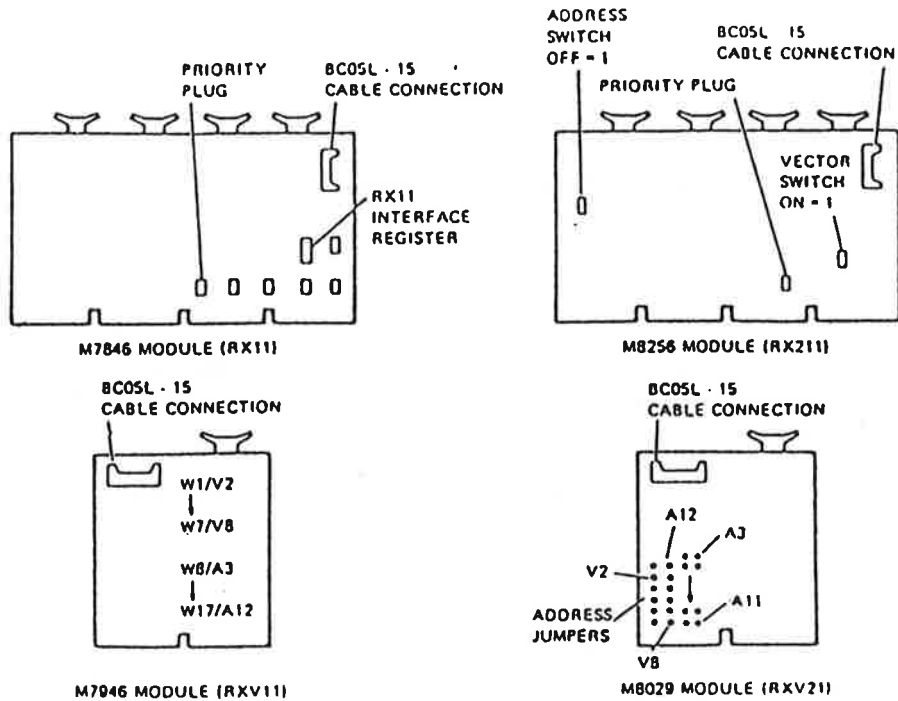 PRIORITY
PLUG
BC05L - 15
CABLE CONNECTION
RX11
INTERFACE
REGISTER
M7846 MODULE (RX11)
ADDRESS
SWITCH
OFF = 1
BC05L - 15
CABLE CONNECTION
PRIORITY PLUG
VECTOR
SWITCH
ON = 1
M8256 MODULE (RX211)
BC05L - 15
CABLE CONNECTION
W1/V2
W7/V8
W8/A3
W17/A12
M7946 MODULE (RXV11)
BC05L - 15
CABLE CONNECTION
A12
A3
V2
ADDRESS
JUMPERS
A11
V8
M8029 MODULE (RXV21)